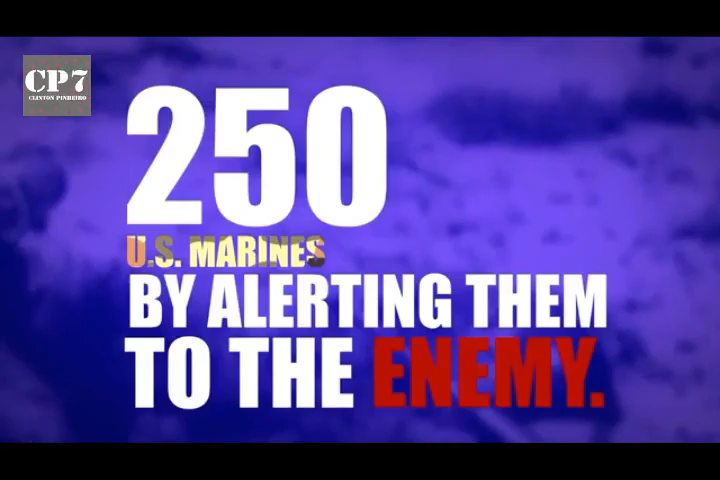 CP7
CLINTON PINHEIRO
250
U.S. MARINES
BY ALERTING THEM
TO THE ENEMY.